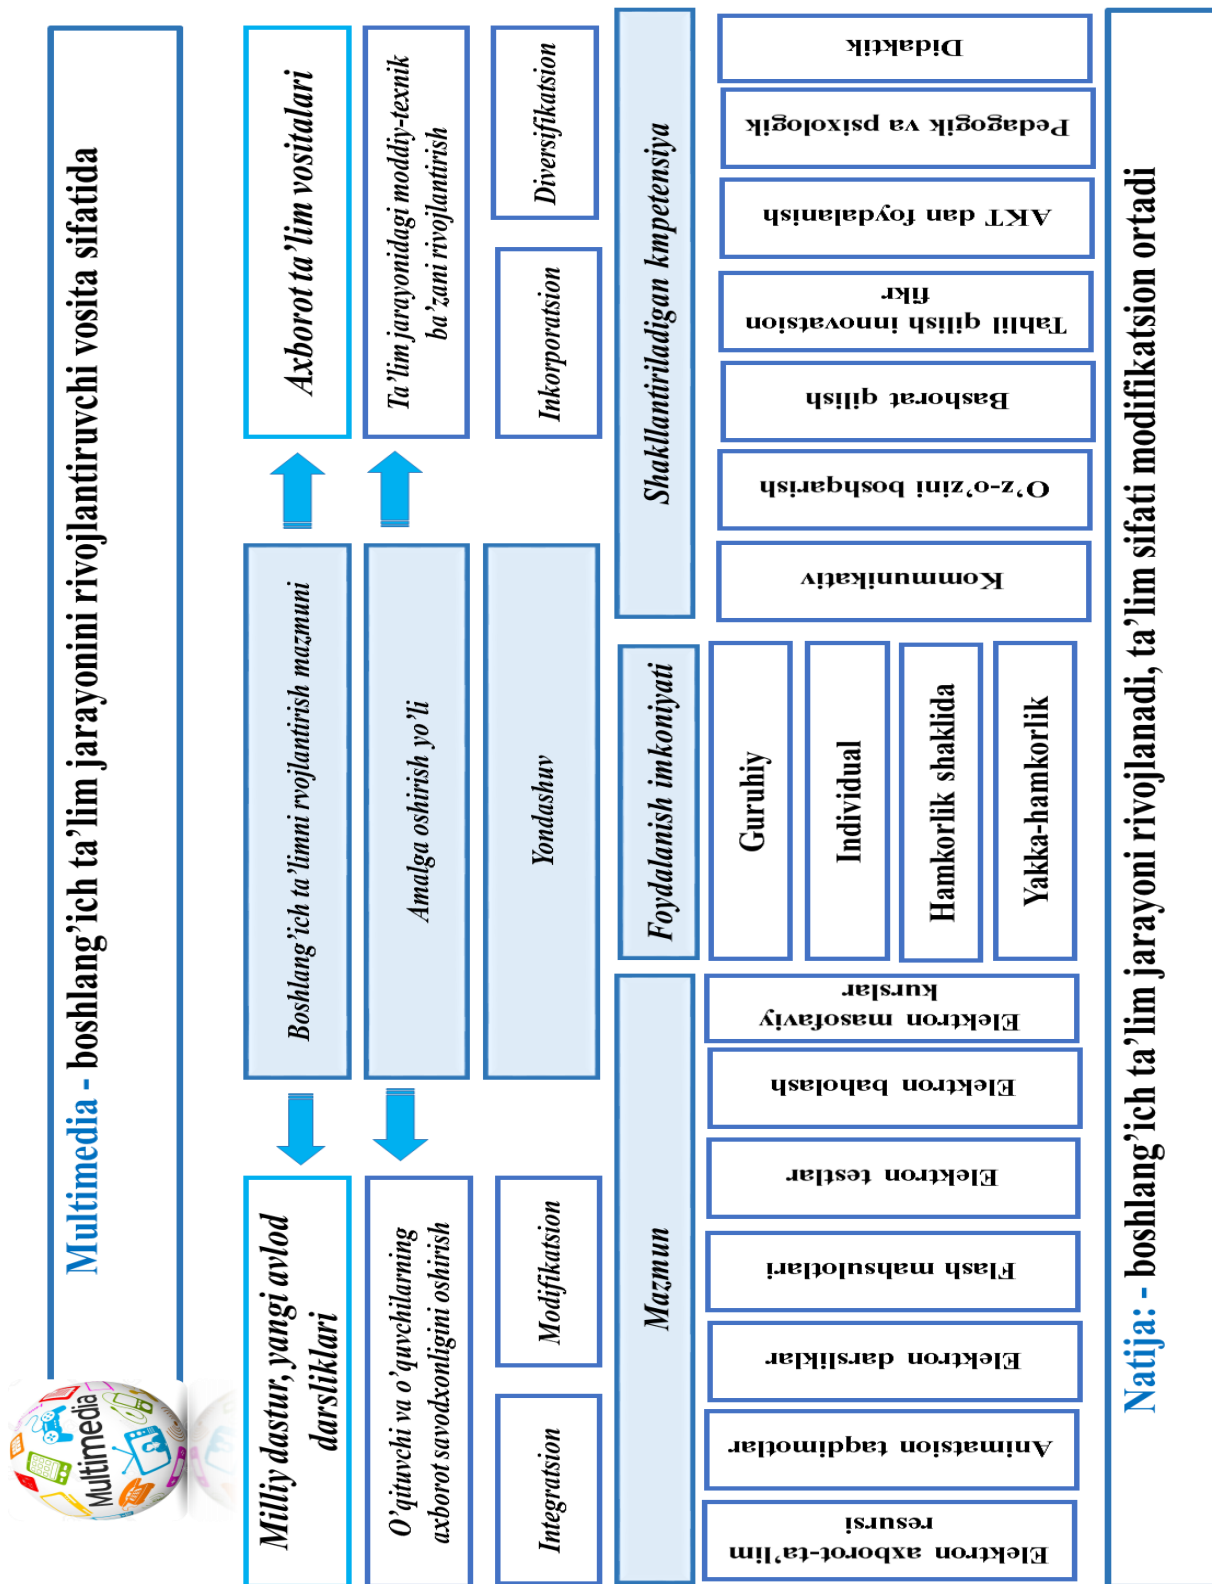 Multimedia
Multimedia - boshlang’ich ta’lim jarayonini rivojlantiruvchi vosita sifatida
Milliy dastur, yangi avlod
darsliklari
Boshlang’ich ta’limni rvojlantirish mazmuni
Axborot ta’lim vositalari
O’qituvchi va o’quvchilarning
axborot savodxonligini oshirish
Amalga oshirish yo’li
Ta’lim jarayonidagi moddiy-texnik
ba’zani rivojlantirish
Integratsion
Modifikatsion
Yondashuv
Inkorporatsion
Diversifikatsion
Mazmun
Elektron axborot-ta’lim
resursi
Animatsion taqdimotlar
Elektron darsliklar
Flash mahsulotlari
Elektron testlar
Elektron baholash
Elektron masofaviy
kurslar
Foydalanish imkoniyati
Guruhiy
Individual
Hamkorlik shaklida
Yakka-hamkorlik
Shakllantiriladigan kmpetensiya
Kommunikativ
O’z-o’zini boshqarish
Bashorat qilish
Tahlil qilish innovatsion
fikr
AKT dan foydalanish
Pedagogik va psixologik
Didaktik
Natija: - boshlang’ich ta’lim jarayoni rivojlanadi, ta’lim sifati modifikatsion ortadi